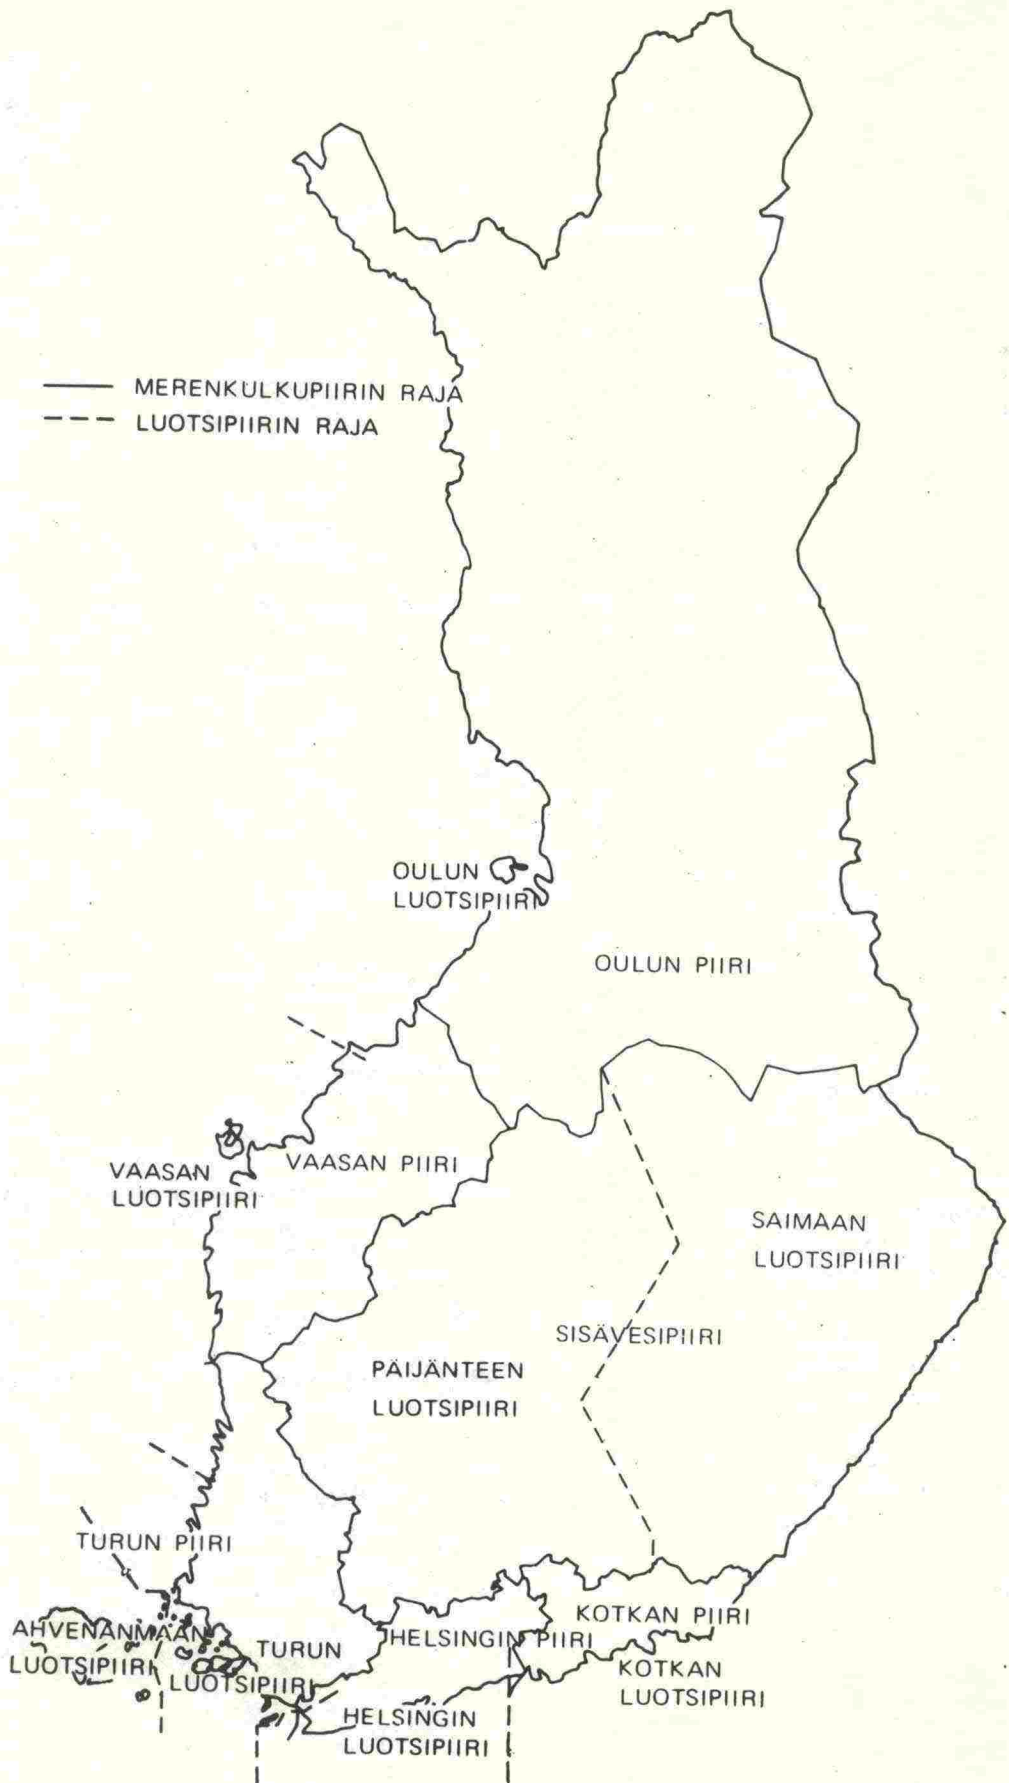 MERENKULKUPIIRIN RAJA
LUOTSIPIIRIN RAJA
OULUN
LUOTSIPIIRI
OULUN PIIRI
VAASAN PIIRI
VAASAN
LUOTSIPIIRI
SAIMAAN
LUOTSIPIIRI
SISÄVESIPIIRI
PÄIJÄNTEEN
LUOTSIPIIRI
TURUN PIIRI
AHVENANMAAN
LUOTSIPIIRI
TURUN
LUOTSIPIIRI
HELSINGIN PIIRI
KOTKAN PIIRI
KOTKAN
LUOTSIPIIRI
HELSINGIN
LUOTSIPIIRI